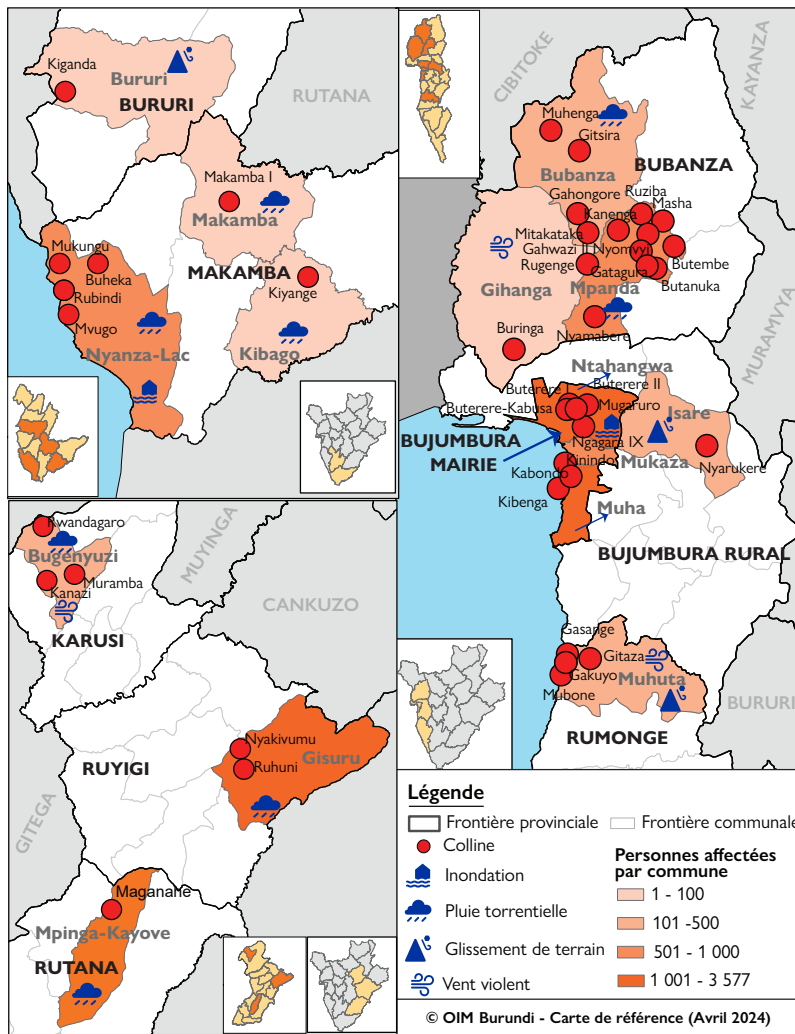 Kiganda
Bururi
BURURI
RUTANA
Makamba I
Makamba
Mukungu
Buheka
MAKAMBA
Rubindi
Kiyange
Mvugo
Nyanza-Lac
Kibago
CIBITOKE
KAYANZA
Muhenga
Gitsira
Bubanza
BUBANZA
Gahongore
Ruziba
Kanenga
Masha
Mitakataka
Gahwazi II
Nyomvyi
Rugenge
Butembe
Gatagura
Gihanga
Mpanda
Butanuka
Buringa
Nyamabere
MURAMVYA
Ntahangwa
Buterere I
Buterere II
Buterere-Kabusa
Mugaruro
Isare
BUJUMBURA
MAIRIE
Ngagara IX
Mukaza
Kinindo
Nyarukere
Kabondo
Kibenga
Muha
BUJUMBURA RURAL
Gasange
Gitaza
Gakuyo
Muhuta
Mubone
BURURI
RUMONGE
Rwandagaro
Bugenyuzi
Muramba
Kanazi
KARUSI
MUYINGA
CANKUZO
Nyakivumu
Gisuru
RUYIGI
Ruhuni
GITEGA
Maganahe
Mpinga-Kayove
RUTANA
Légende
Frontière provinciale
Frontière communale
Colline
Inondation
Pluie torrentielle
Glissement de terrain
Vent violent
Personnes affectées
par commune
1 - 100
101 -500
501 - 1 000
1 001 - 3 577
© OIM Burundi - Carte de référence (Avril 2024)